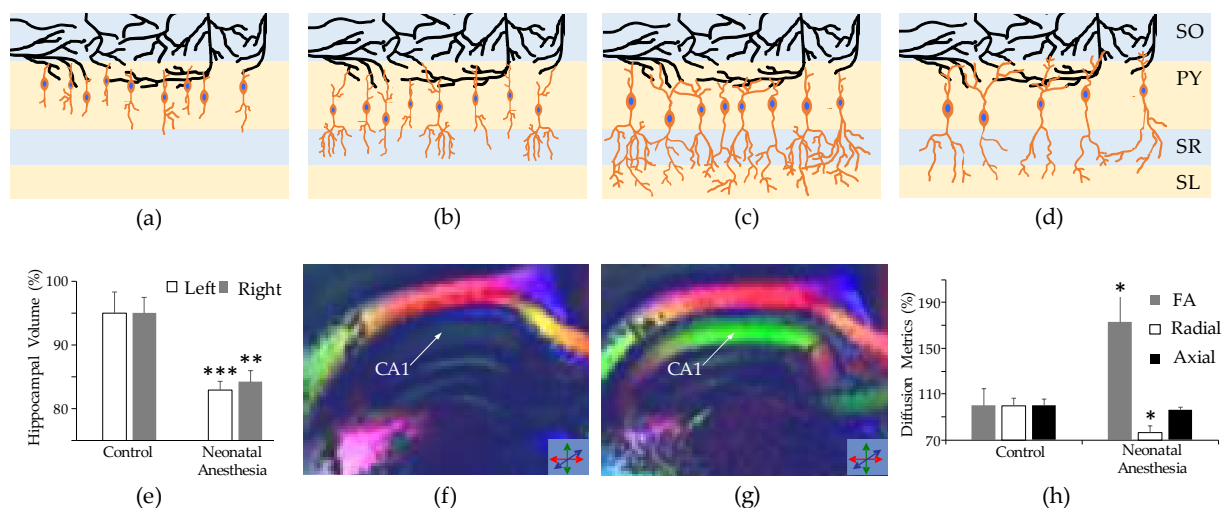 SO
PY
SR
SL
(a)
(b)
(c)
(d)
Hippocampal Volume (%)
100
90
80
Left
Right
***
**
Control
Neonatal
Anesthesia
(e)
CA1
(f)
CA1
(g)
Diffusion
Metrics (%)
190
150
110
70
*
*
FA
Radial
Axial
Control
Neonatal
Anesthesia
(h)